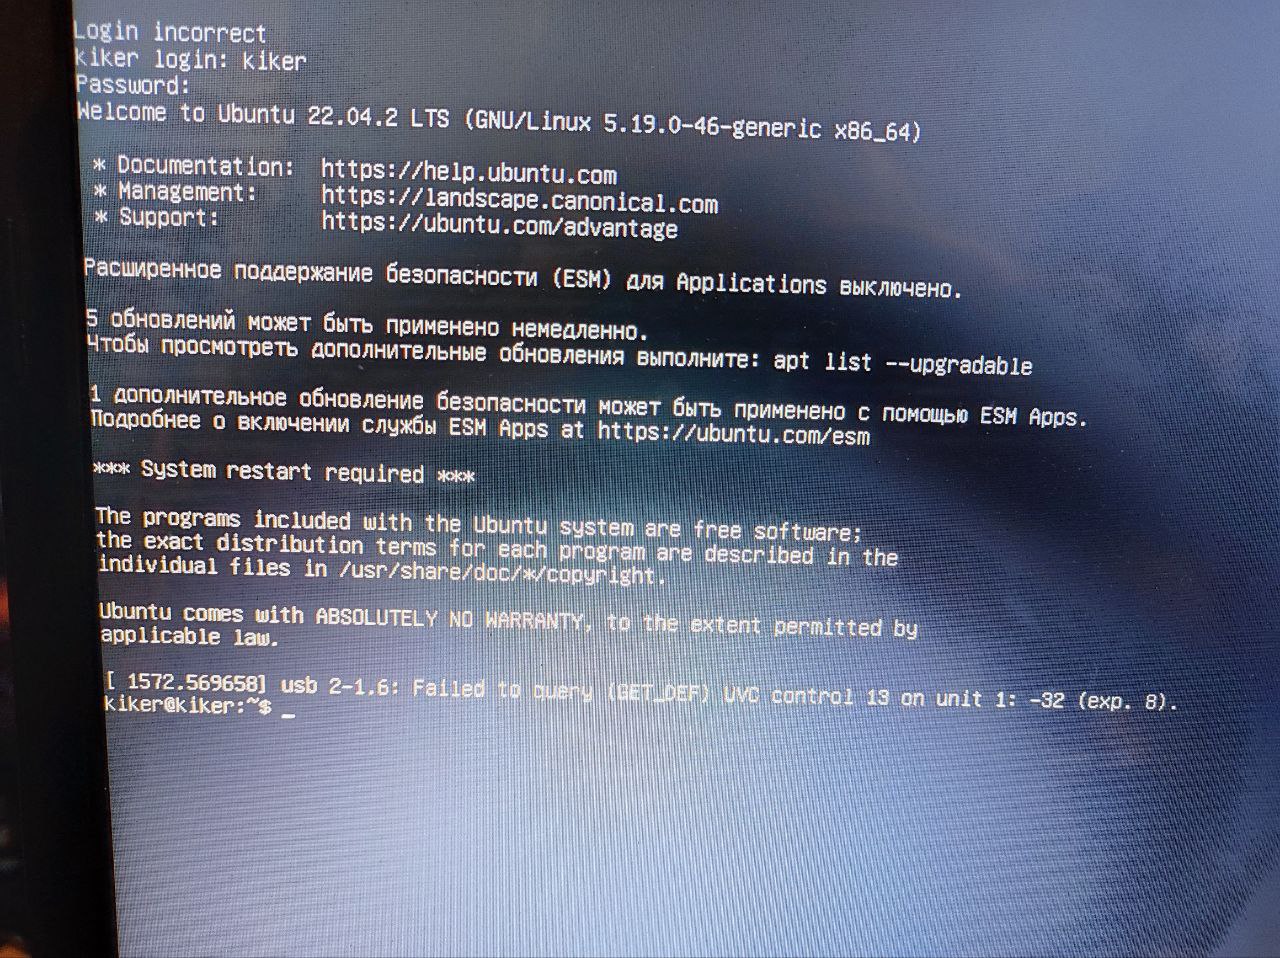 Login incorrect
kiker login: kiker
Password:
Welcome to Ubuntu 22.04.2 LTS (GNU/Linux 5.19.0-46-generic x86_64)
* Documentation: https://help.ubuntu.com
* Management: https://landscape.canonical.com
* Support: https://ubuntu.com/advantage
Расширенное поддержание безопасности (ESM) для Applications выключено.
5 обновлений может быть применено немедленно.
Чтобы просмотреть дополнительные обновления выполните: apt list --upgradable
1 дополнительное обновление безопасности может быть применено с помощью ESM Apps.
Подробнее о включении службы ESM Apps at https://ubuntu.com/esm
*** System restart required ***
The programs included with the Ubuntu system are free software;
the exact distribution terms for each program are described in the
individual files in /usr/share/doc/*/copyright.
Ubuntu comes with ABSOLUTELY NO WARRANTY, to the extent permitted by
applicable law.
[ 1572.569658] usb 2-1.6: Failed to query (GET_DEF) UVC control 13 on unit 1: -32 (exp. 8).
kiker@kiker:~$ _